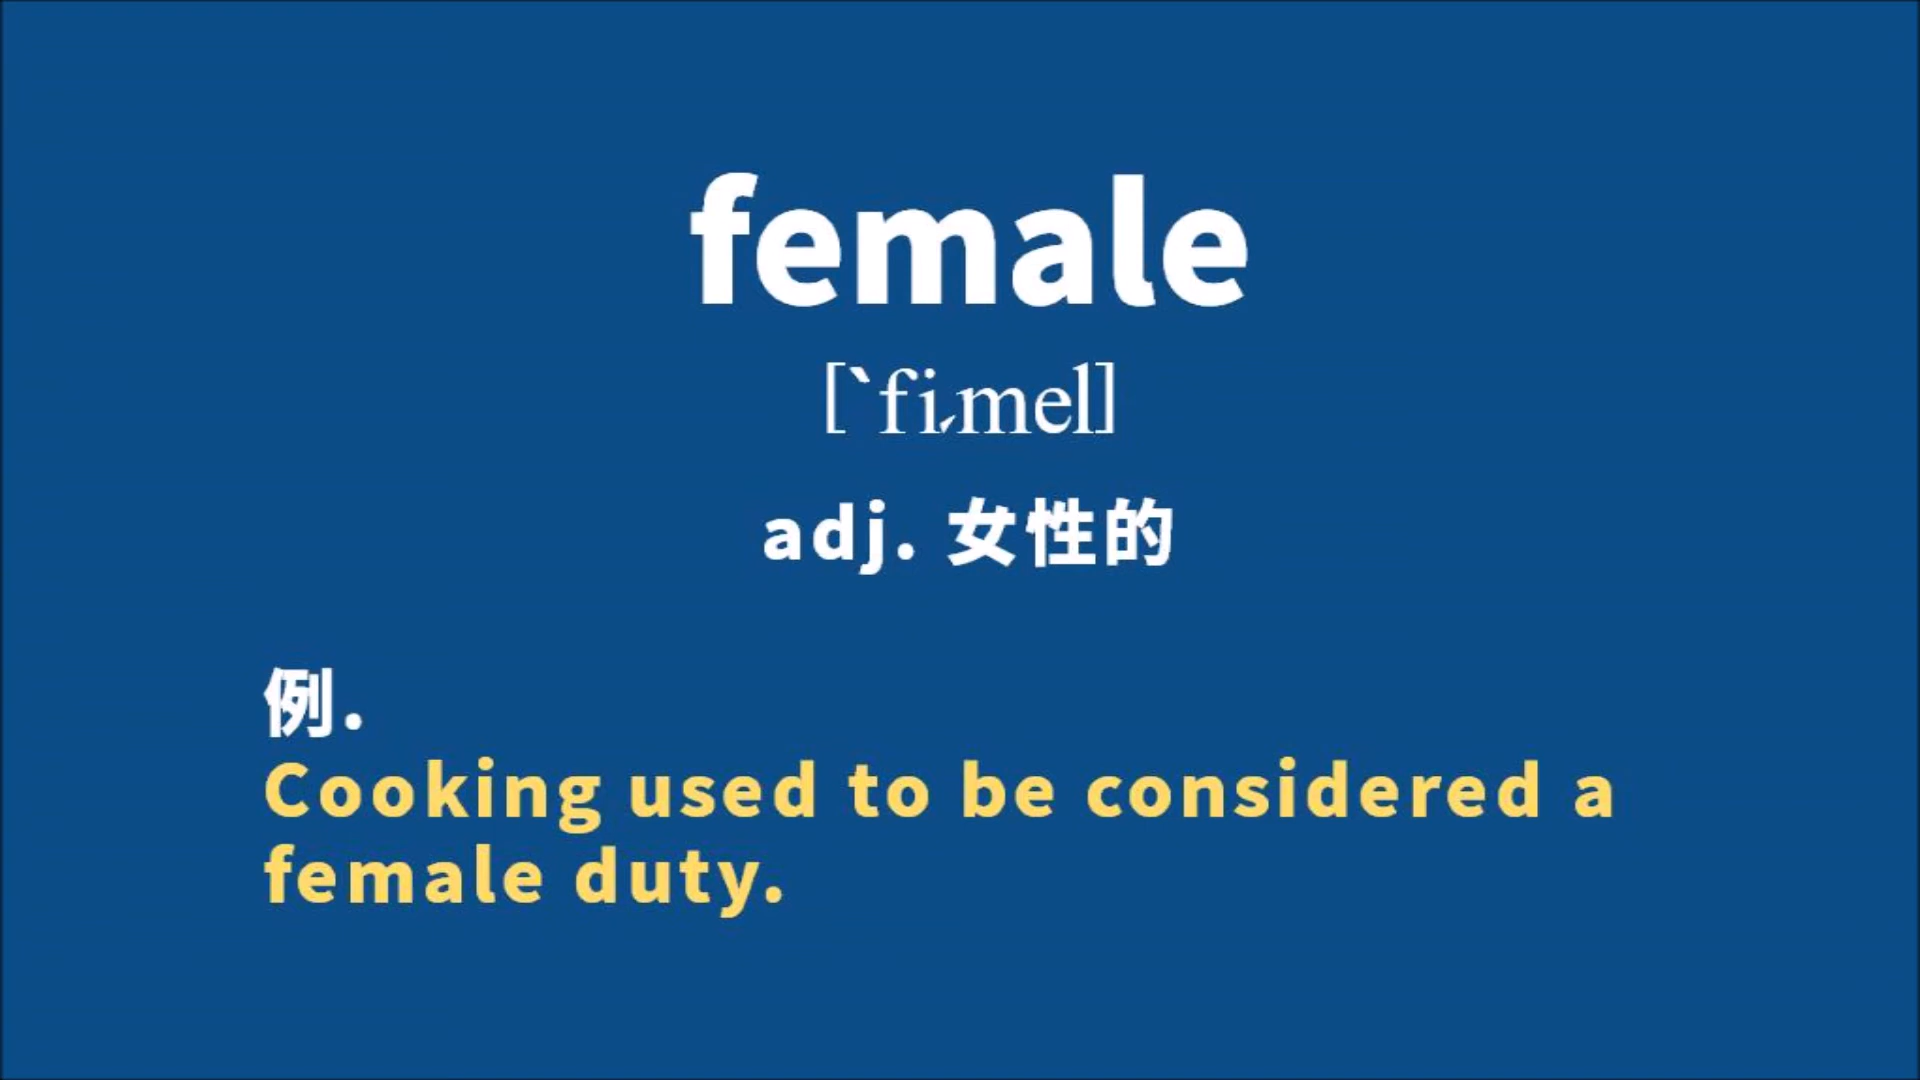 female
[ˋfiˏmel]
adj. 女性的
例.
Cooking used to be considered a
female duty.